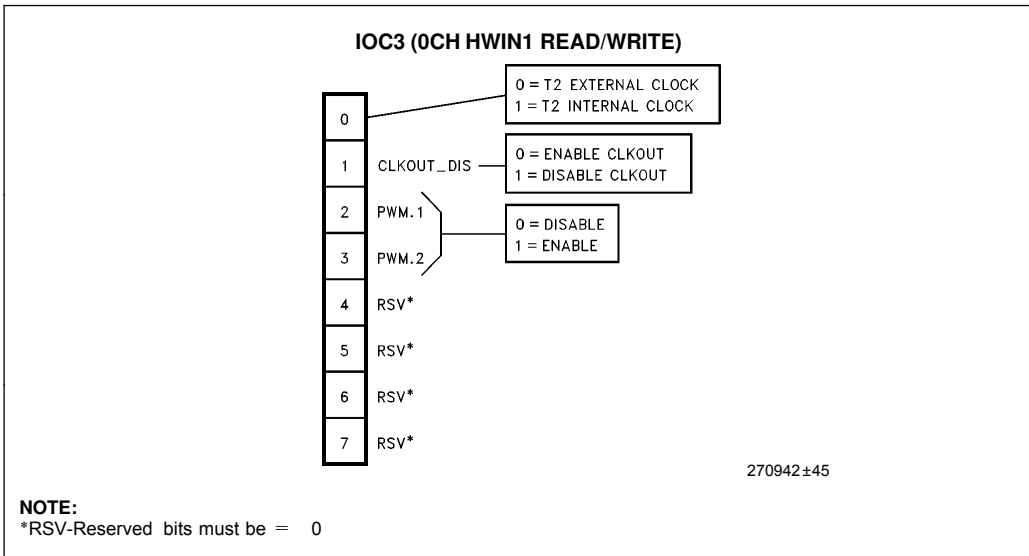 IOC3 (0CH HWIN1 READ/WRITE)
0 = T2 EXTERNAL CLOCK
1 = T2 INTERNAL CLOCK
0
1 CLKOUT_DIS
0 = ENABLE CLKOUT
1 = DISABLE CLKOUT
2 PWM.1
3 PWM.2
0 = DISABLE
1 = ENABLE
4 RSV*
5 RSV*
6 RSV*
7 RSV*
270942±45
NOTE:
*RSV-Reserved bits must be = 0